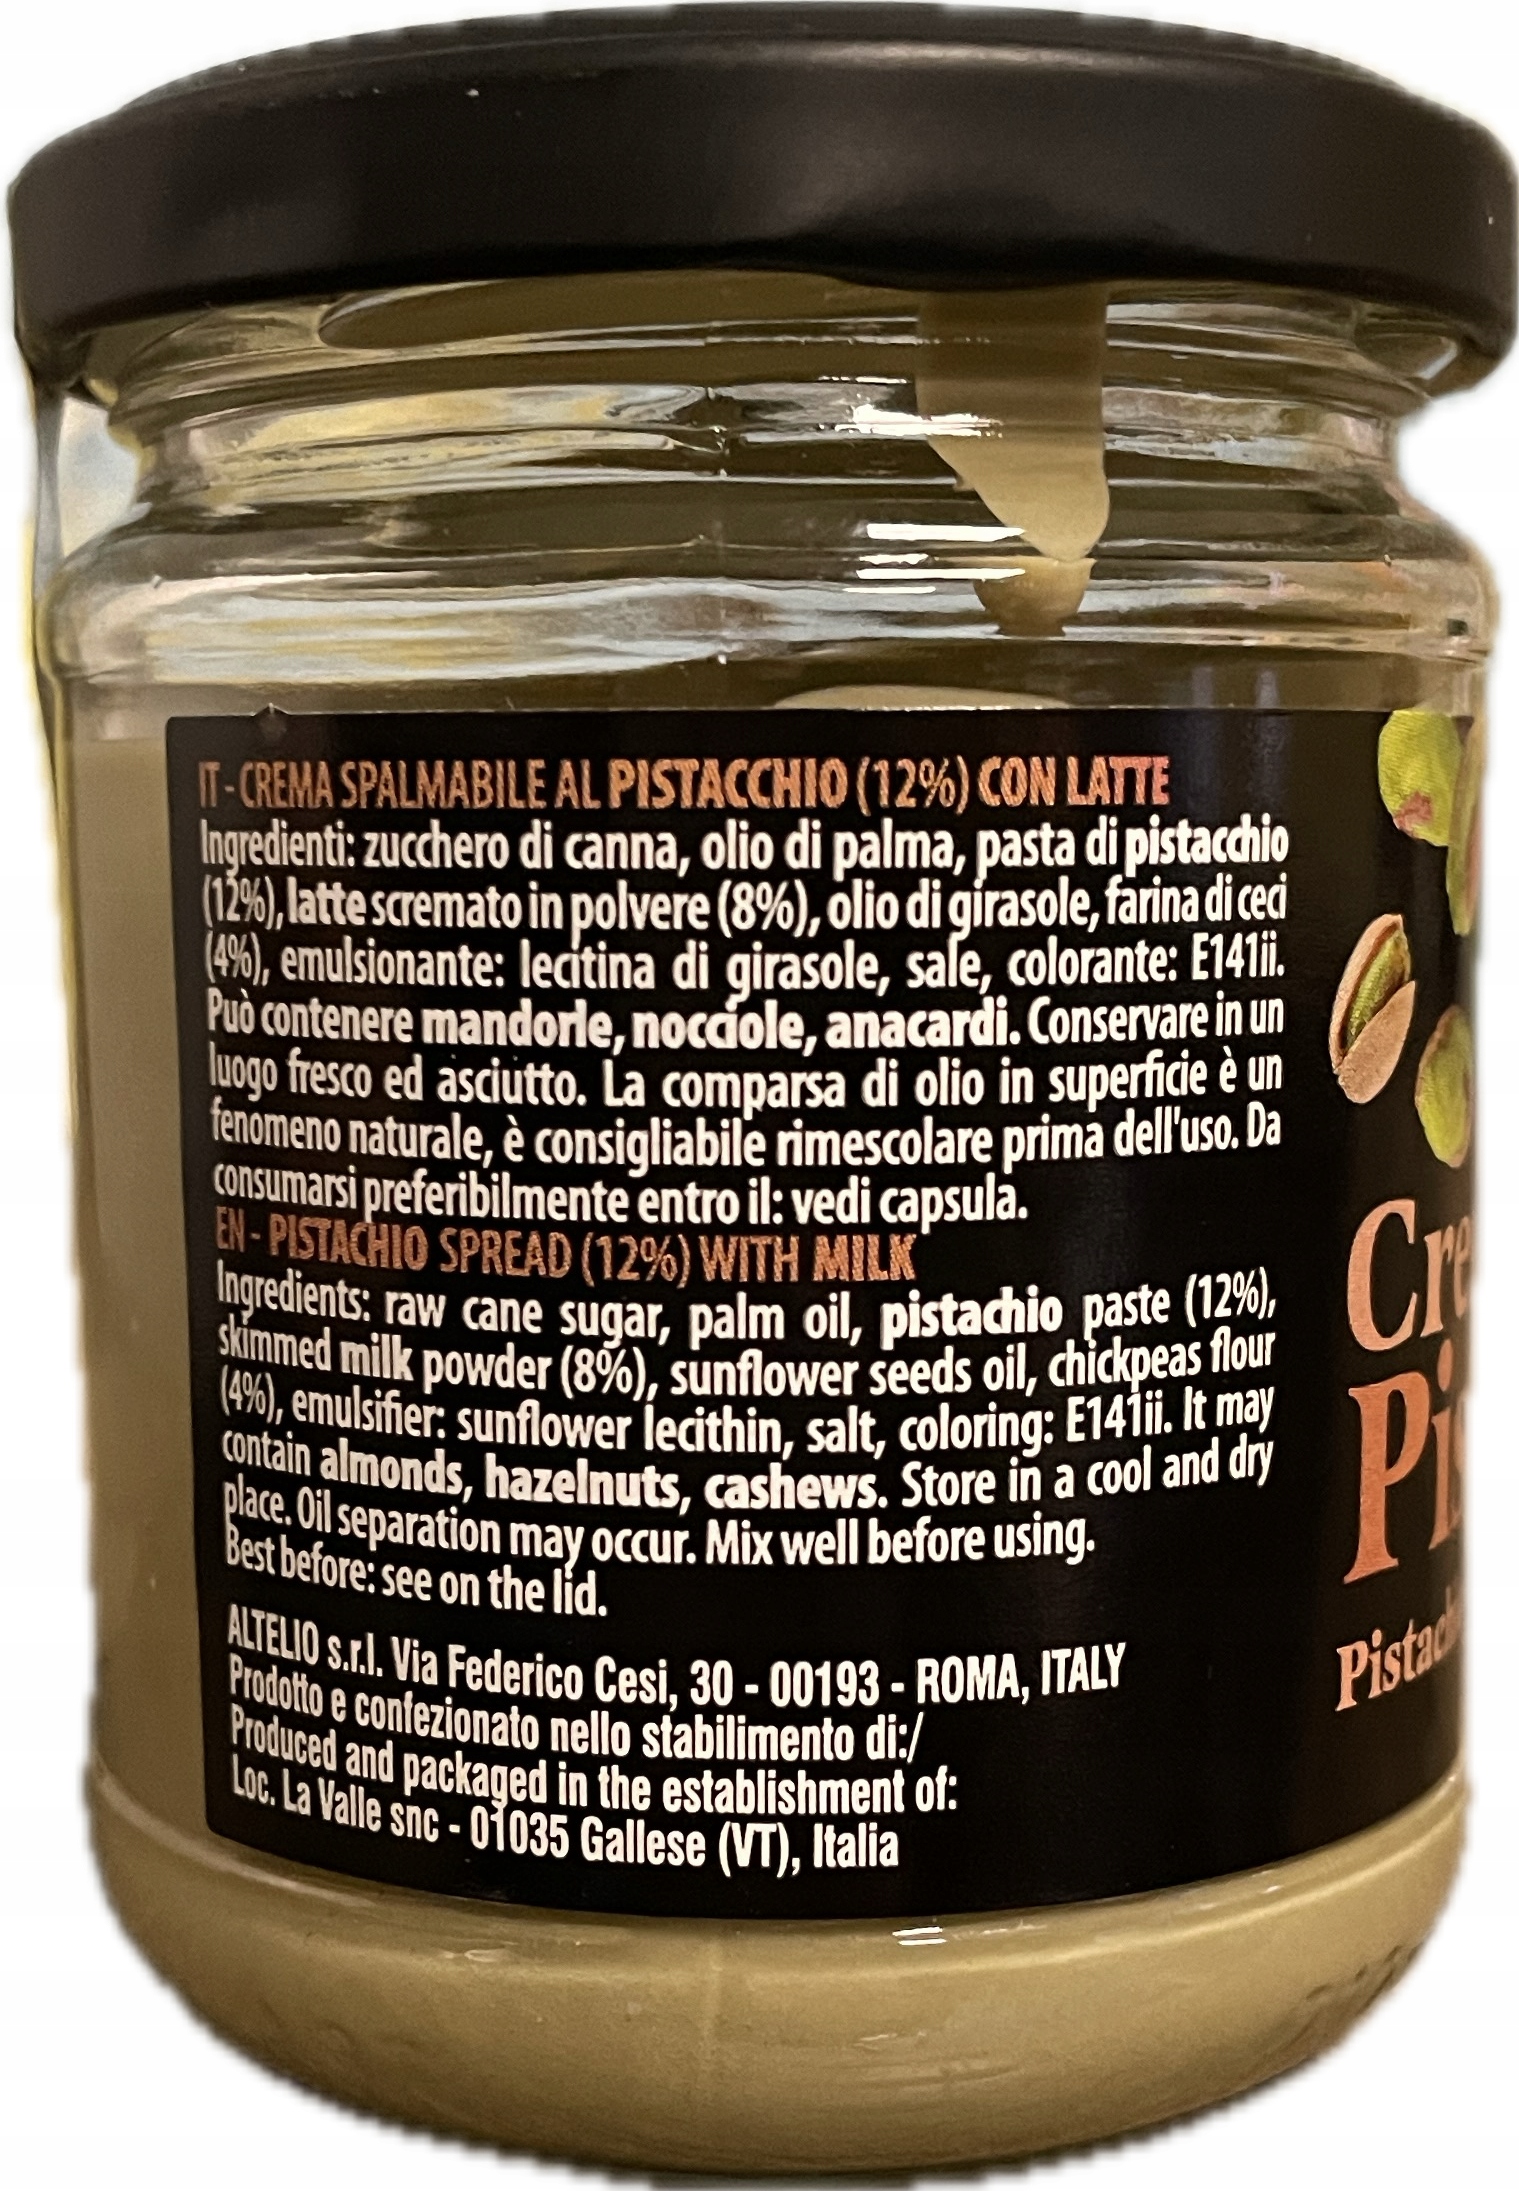 IT - CREMA SPALMABILE AL PISTACCHIO (12%) CON LATTE
Ingredienti: zucchero di canna, olio di palma, pasta di pistacchio
(12%), latte scremato in polvere (8%), olio di girasole, farina di ceci
(4%), emulsionante: lecitina di girasole, sale, colorante: E141ii.
Può contenere mandorle, nocciole, anacardi. Conservare in un
luogo fresco ed asciutto. La comparsa di olio in superficie è un
fenomeno naturale, è consigliabile rimescolare prima dell'uso. Da
consumarsi preferibilmente entro il: vedi capsula.
EN - PISTACHIO SPREAD (12%) WITH MILK
Ingredients: raw cane sugar, palm oil, pistachio paste (12%),
skimmed milk powder (8%), sunflower seeds oil, chickpeas flour
(4%), emulsifier: sunflower lecithin, salt, coloring: E141ii. It may
contain almonds, hazelnuts, cashews. Store in a cool and dry
place. Oil separation may occur. Mix well before using.
Best before: see on the lid.
ALTELIO s.r.l. Via Federico Cesi, 30 - 00193 - ROMA, ITALY
Prodotto e confezionato nello stabilimento di:/
Produced and packaged in the establishment of:
Loc. La Valle snc - 01035 Gallese (VT), Italia
Cre
Pis
Pistach